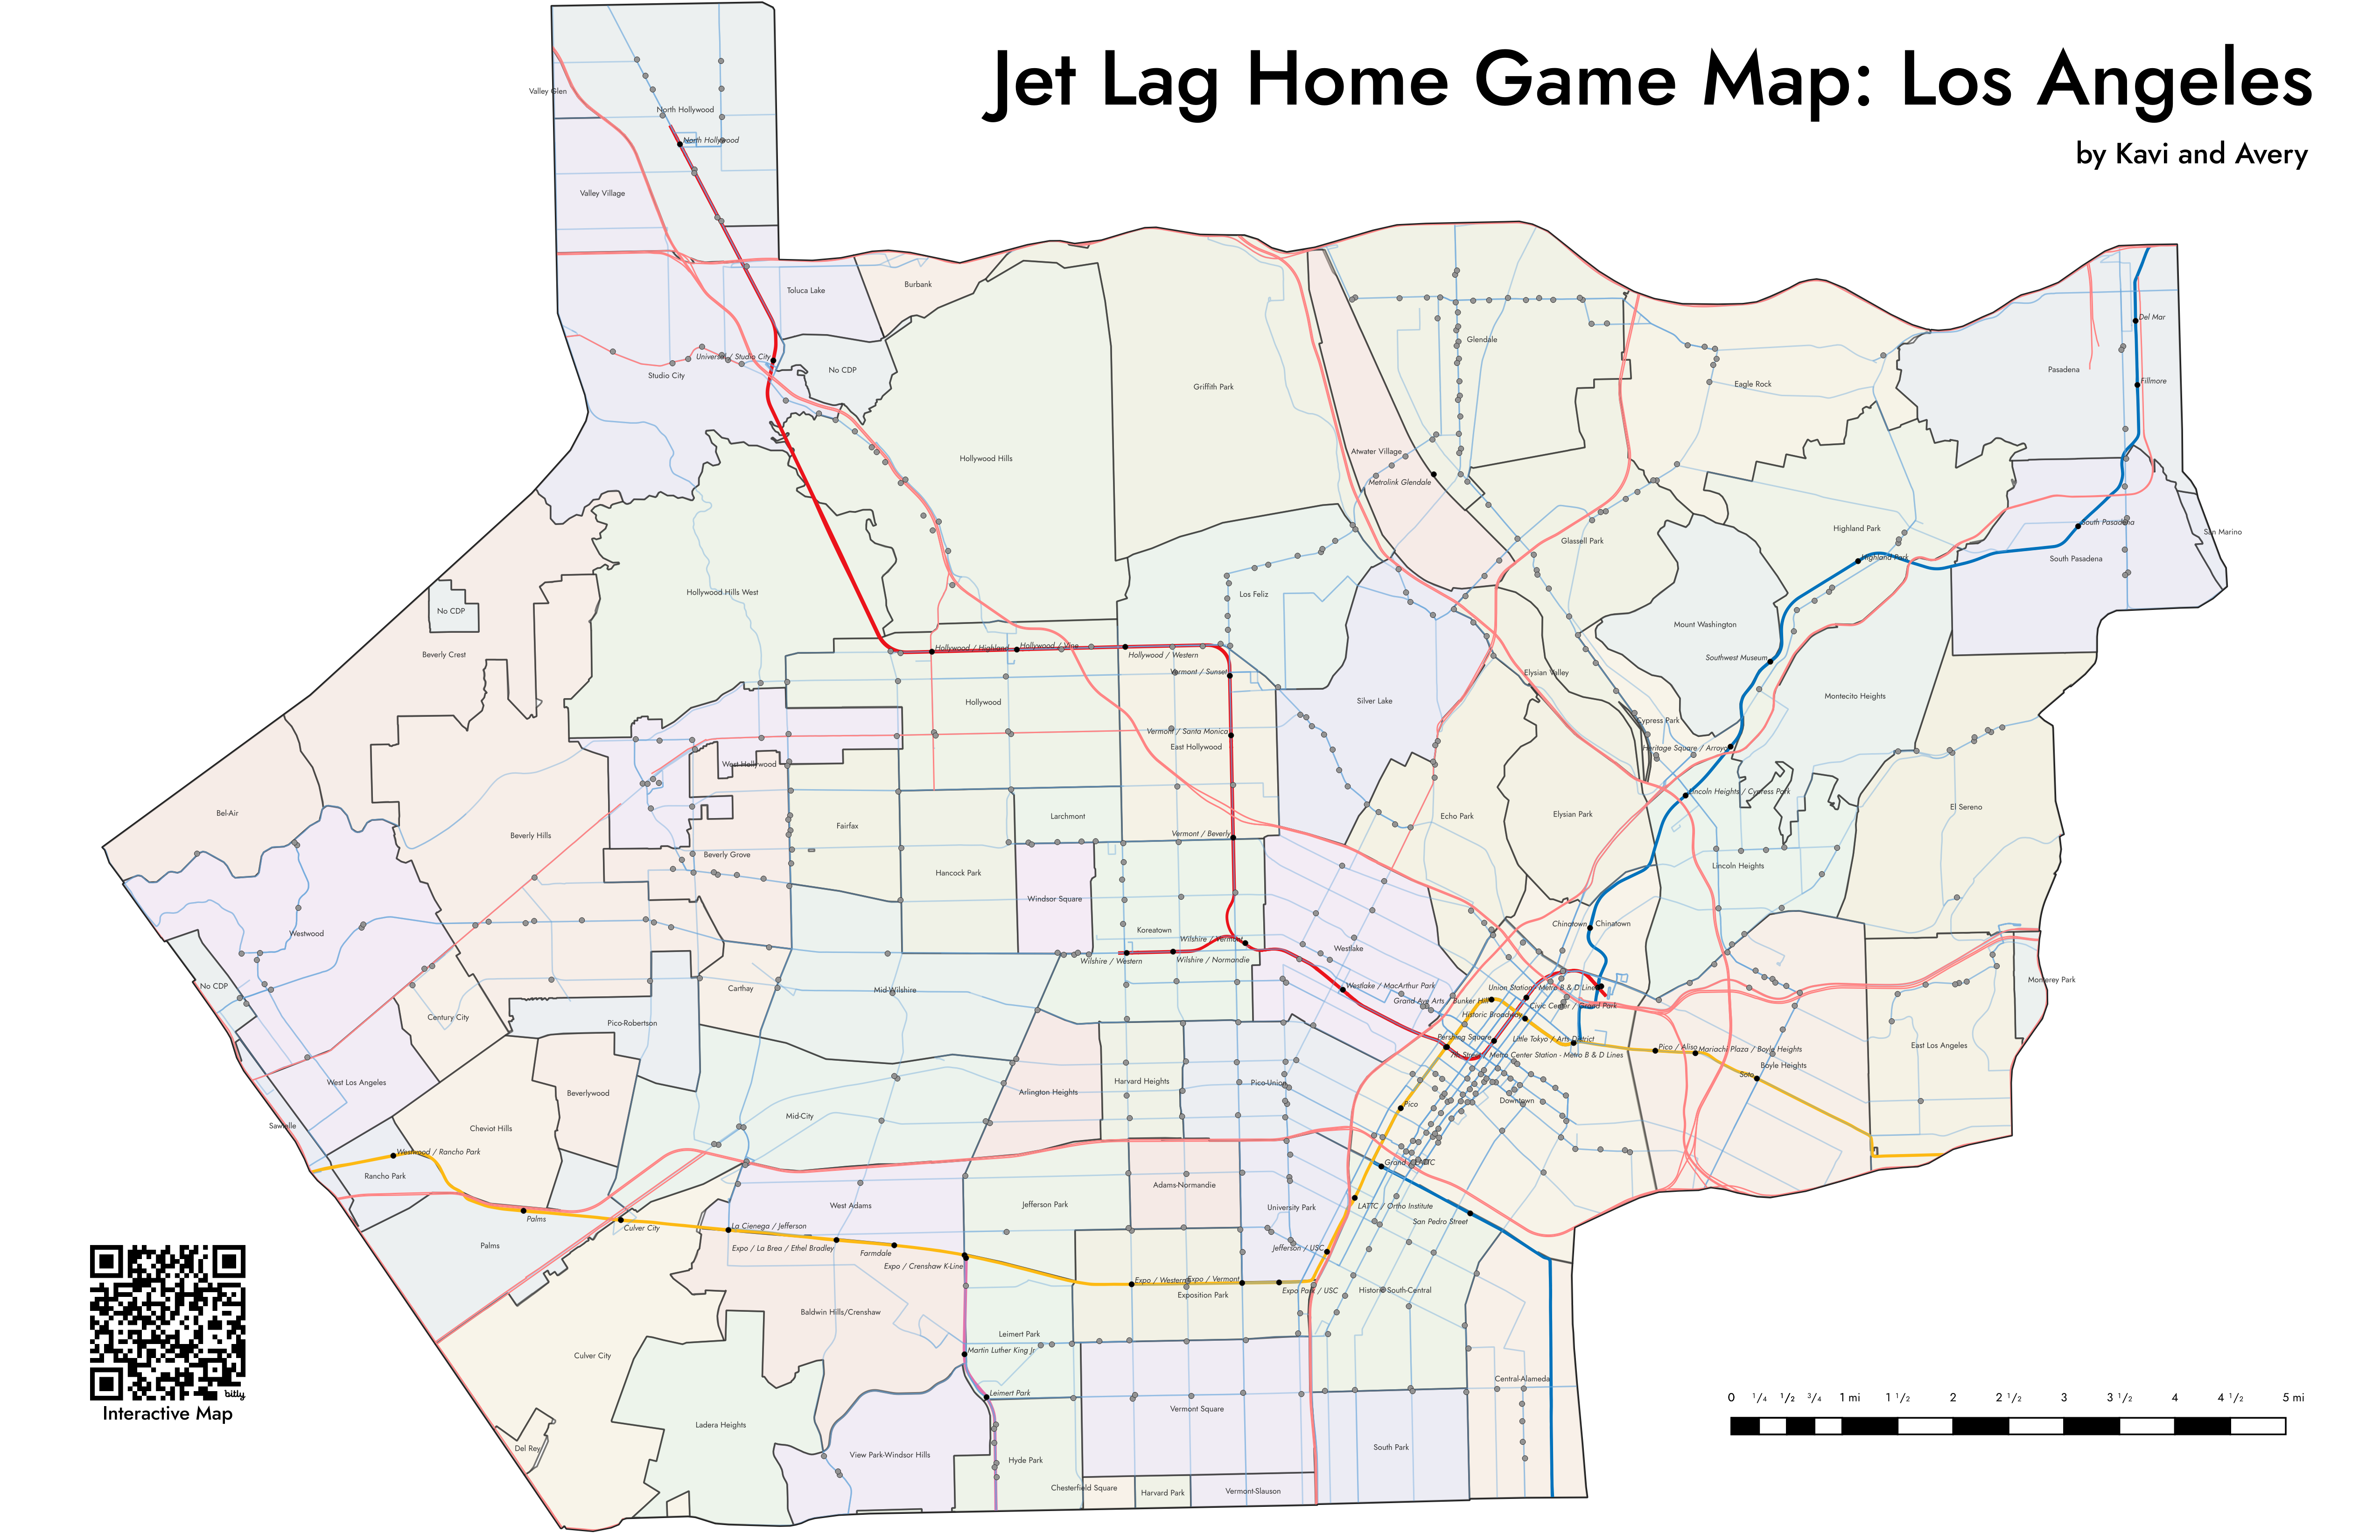 Jet Lag Home Game Map: Los Angeles
by Kavi and Avery
Valley Glen
North Hollywood
North Hollywood
Valley Village
Toluca Lake
Burbank
Universal / Studio City
Studio City
No CDP
Griffith Park
Glendale
Eagle Rock
Pasadena
Del Mar
Fillmore
Hollywood Hills
Atwater Village
Metrolink Glendale
Highland Park
South Pasadena
San Marino
Glassell Park
Highland Park
South Pasadena
Hollywood Hills West
Los Feliz
No CDP
Mount Washington
Beverly Crest
Hollywood / Highland
Hollywood / Vine
Hollywood / Western
Southwest Museum
Vermont / Sunset
Elysian Valley
Montecito Heights
Hollywood
Silver Lake
Cypress Park
Vermont / Santa Monica
East Hollywood
Heritage Square / Arroyo
West Hollywood
Lincoln Heights / Cypress Park
El Sereno
Bel-Air
Beverly Hills
Fairfax
Larchmont
Echo Park
Elysian Park
Vermont / Beverly
Beverly Grove
Lincoln Heights
Hancock Park
Windsor Square
Westwood
Koreatown
Chinatown
Chinatown
Wilshire / Vermont
Westlake
Wilshire / Western
Wilshire / Normandie
No CDP
Carthay
Mid-Wilshire
Westlake / MacArthur Park
Union Station - Metro B & D Lines
Monterey Park
Grand Ave Arts / Bunker Hill
Civic Center / Grand Park
Century City
Pico-Robertson
Historic Broadway
Pershing Square
Little Tokyo / Arts District
Pico / Aliso
Mariachi Plaza / Boyle Heights
East Los Angeles
7th Street / Metro Center Station - Metro B & D Lines
Boyle Heights
Soto
West Los Angeles
Beverlywood
Arlington Heights
Harvard Heights
Pico-Union
Downtown
Pico
Mid-City
Sawtelle
Cheviot Hills
Westwood / Rancho Park
Rancho Park
Grand / LATTC
Adams-Normandie
West Adams
Jefferson Park
University Park
LATTC / Ortho Institute
San Pedro Street
Palms
Culver City
La Cienega / Jefferson
Palms
Expo / La Brea / Ethel Bradley
Farmdale
Expo / Crenshaw K-Line
Jefferson / USC
Expo / Western
Expo / Vermont
Expo Park / USC
Exposition Park
Historic South-Central
Baldwin Hills/Crenshaw
Leimert Park
Martin Luther King Jr
Culver City
Central-Alameda
Leimert Park
Vermont Square
Ladera Heights
Del Rey
View Park-Windsor Hills
Hyde Park
South Park
Chesterfield Square
Harvard Park
Vermont-Slauson
bitly
Interactive Map
0 1/4 1/2 3/4 1 mi 1 1/2 2 2 1/2 3 3 1/2 4 4 1/2 5 mi